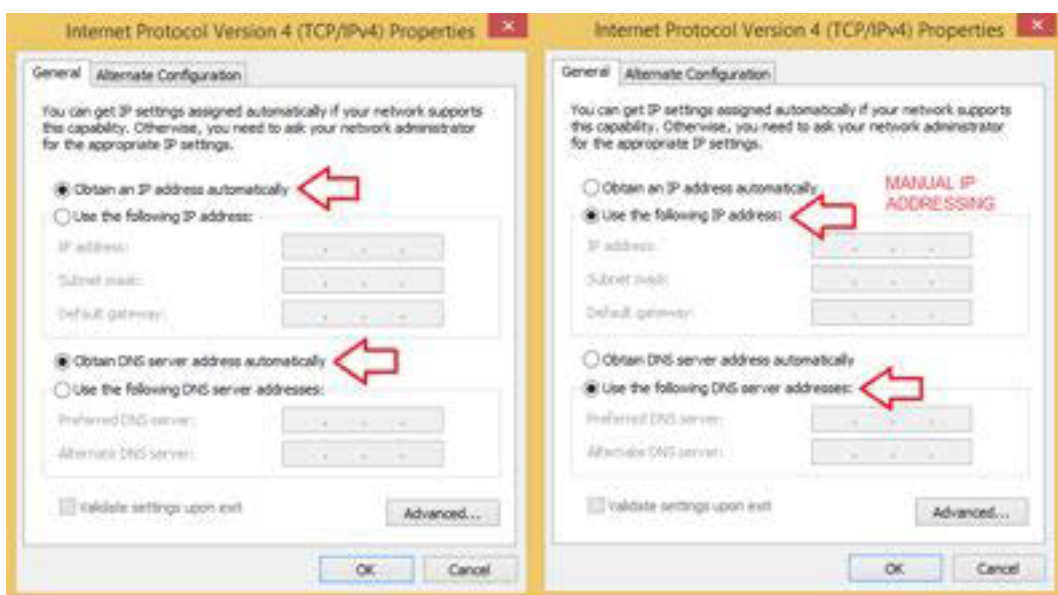 Internet Protocol Version 4 (TCP/IPv4) Properties
General
Alternate Configuration
You can get IP settings assigned automatically if your network supports
this capability. Otherwise, you need to ask your network administrator
for the appropriate IP settings.
Obtain an IP address automatically
Use the following IP address:
IP address:
Subnet mask:
Default gateway:
Obtain DNS server address automatically
Use the following DNS server addresses:
Preferred DNS server:
Alternate DNS server:
Validate settings upon exit
Advanced...
OK
Cancel
Internet Protocol Version 4 (TCP/IPv4) Properties
General
Alternate Configuration
You can get IP settings assigned automatically if your network supports
this capability. Otherwise, you need to ask your network administrator
for the appropriate IP settings.
Obtain an IP address automatically
MANUAL IP
ADDRESSING
Use the following IP address:
IP address:
Subnet mask:
Default gateway:
Obtain DNS server address automatically
Use the following DNS server addresses:
Preferred DNS server:
Alternate DNS server:
Validate settings upon exit
Advanced...
OK
Cancel